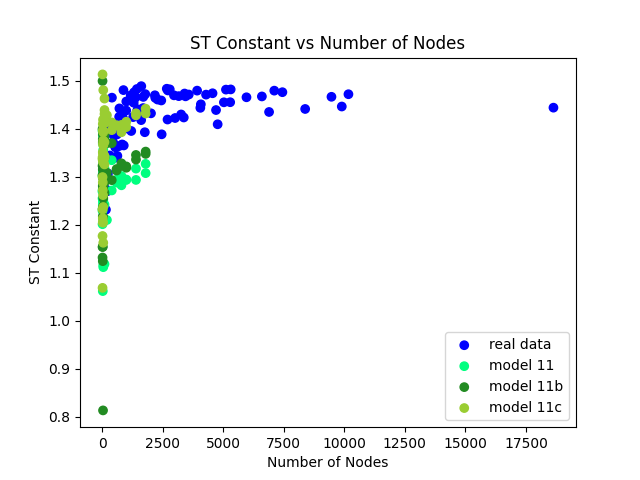 ST Constant vs Number of Nodes
1.5
1.4
1.3
1.2
1.1
1.0
0.9
0.8
ST Constant
0
2500
5000
7500
10000
12500
15000
17500
Number of Nodes
real data
model 11
model 11b
model 11c